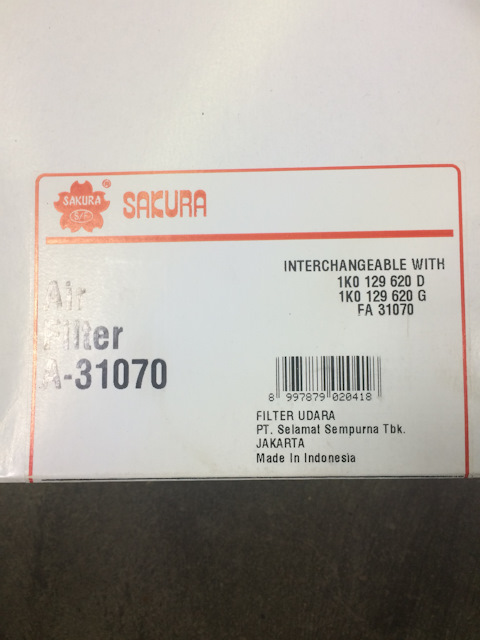 SAKURA
S/F
®
SAKURA
INTERCHANGEABLE WITH
1K0 129 620 D
1K0 129 620 G
FA 31070
Air
Filter
A-31070
8 997879 020418
FILTER UDARA
PT. Selamat Sempurna Tbk.
JAKARTA
Made In Indonesia